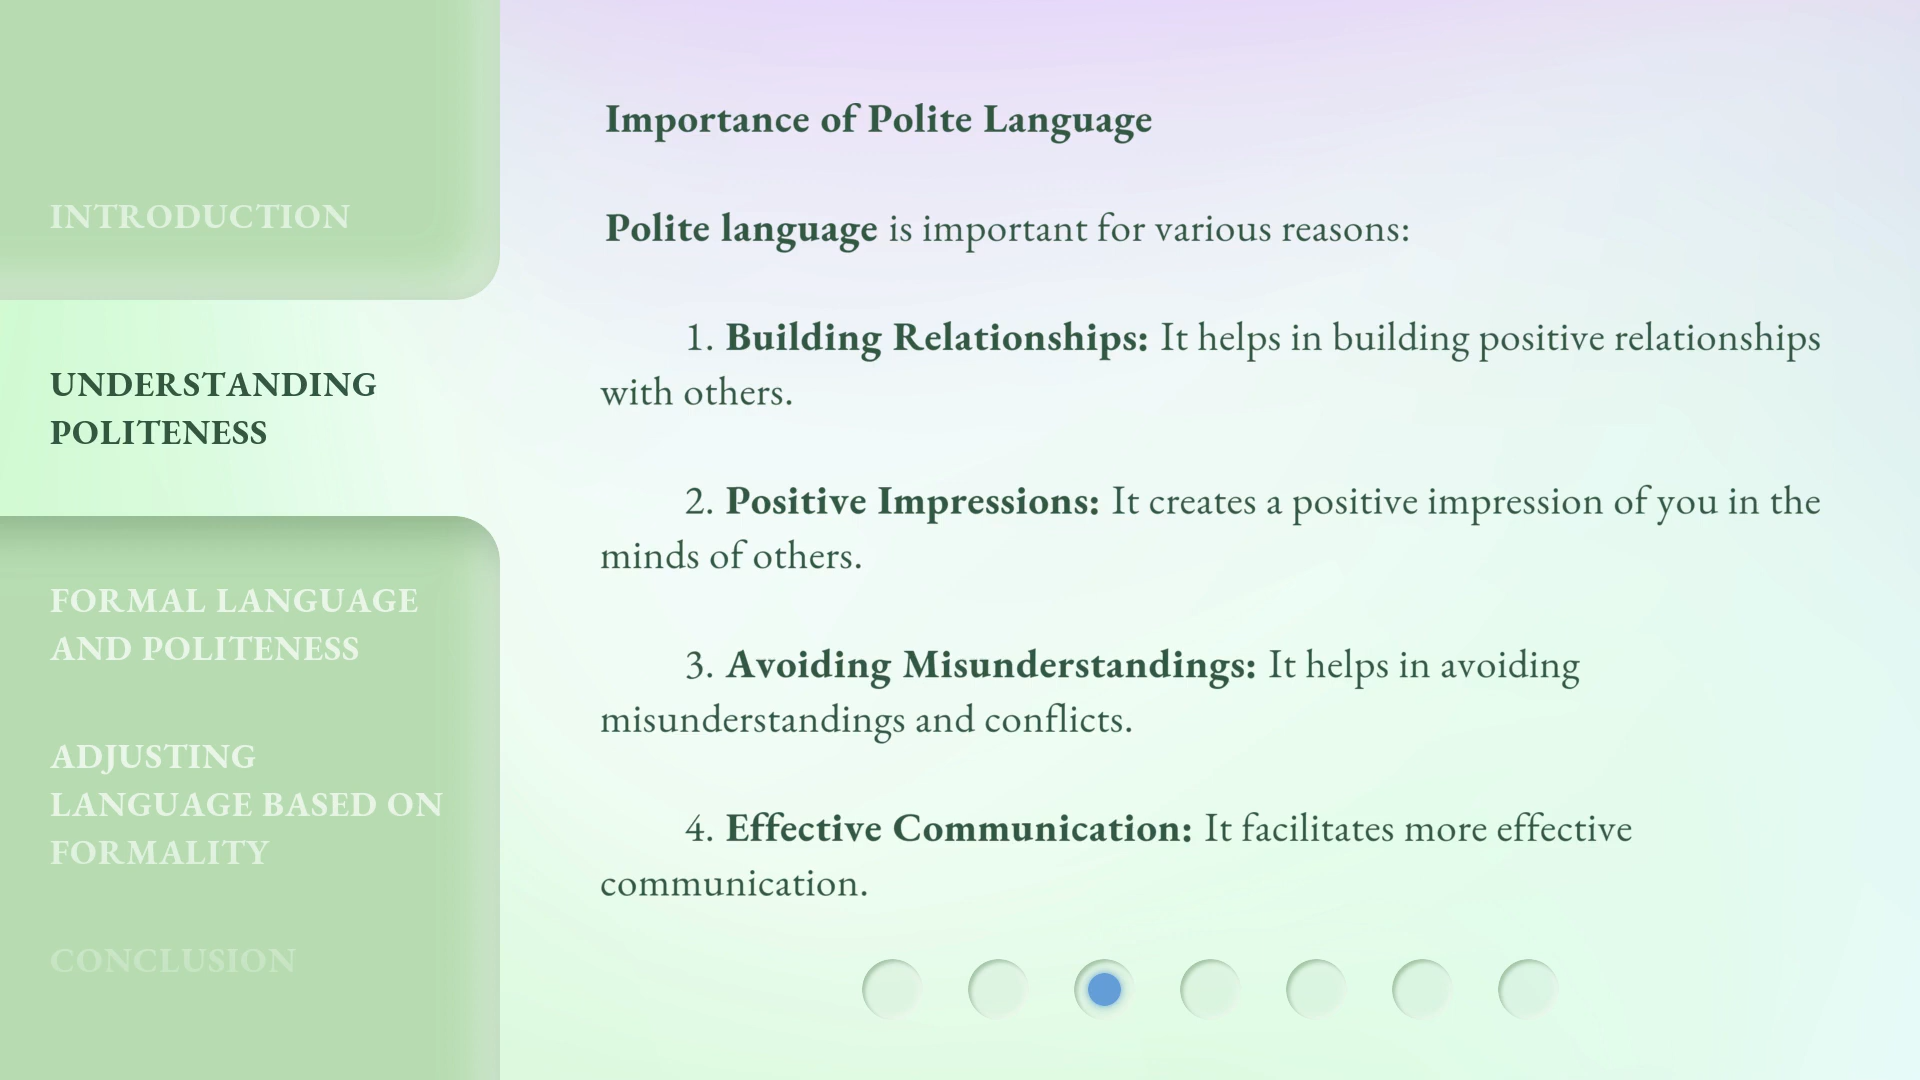 INTRODUCTION
UNDERSTANDING
POLITENESS
FORMAL LANGUAGE
AND POLITENESS
ADJUSTING
LANGUAGE BASED ON
FORMALITY
CONCLUSION
Importance of Polite Language
Polite language is important for various reasons:
1. Building Relationships: It helps in building positive relationships
with others.
2. Positive Impressions: It creates a positive impression of you in the
minds of others.
3. Avoiding Misunderstandings: It helps in avoiding
misunderstandings and conflicts.
4. Effective Communication: It facilitates more effective
communication.